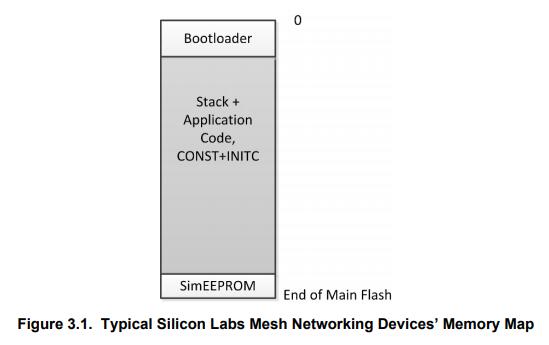 0
Bootloader
Stack +
Application
Code,
CONST+INITC
SimEEPROM
End of Main Flash
Figure 3.1. Typical Silicon Labs Mesh Networking Devices’ Memory Map